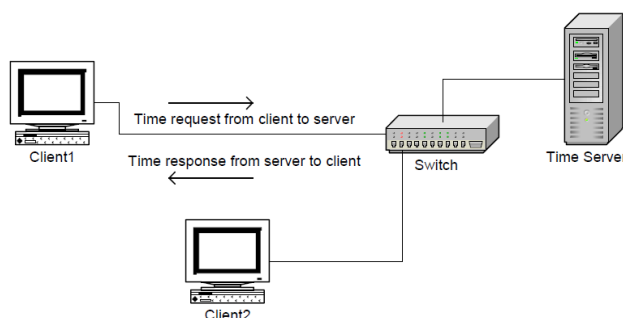 Time request from client to server
Client1
Time response from server to client
Switch
Time Server
Client2